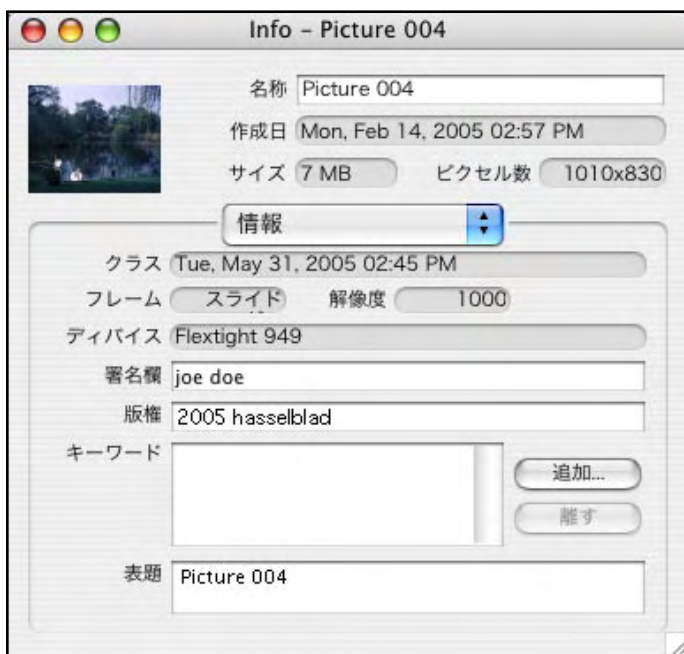 Info – Picture 004
名称 Picture 004
作成日 Mon, Feb 14, 2005 02:57 PM
サイズ 7 MB ピクセル数 1010x830
情報
クラス Tue, May 31, 2005 02:45 PM
フレーム スライド 解像度 1000
ディバイス Flextight 949
署名欄 joe doe
版権 2005 hasselblad
キーワード
追加...
離す
表題 Picture 004